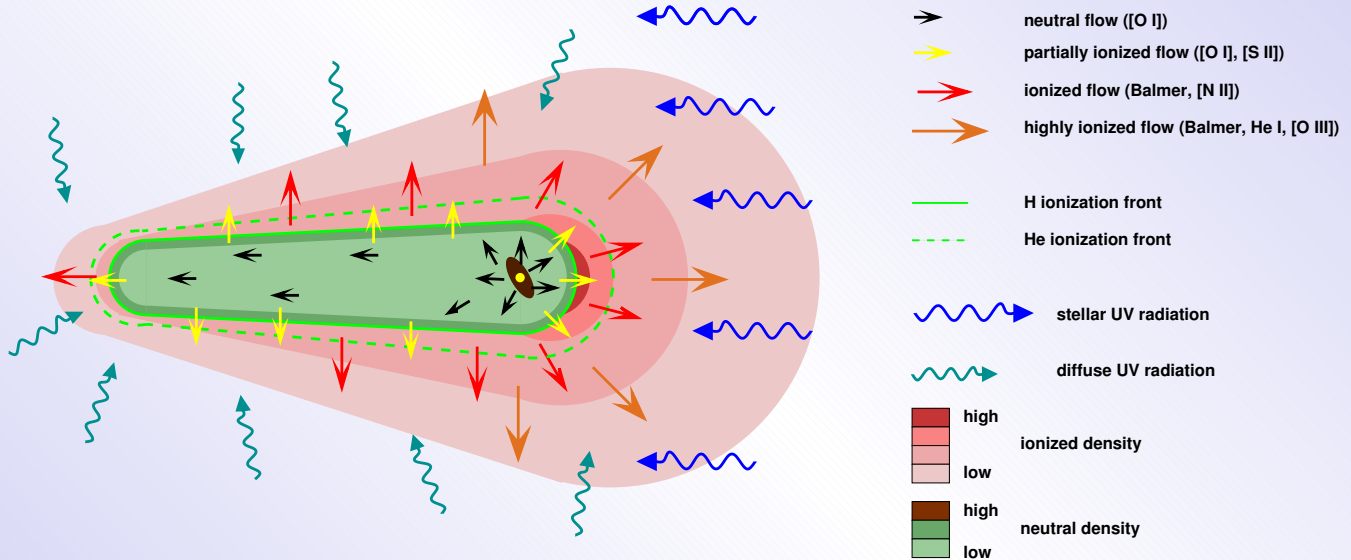 neutral flow ([O I])
partially ionized flow ([O I], [S II])
ionized flow (Balmer, [N II])
highly ionized flow (Balmer, He I, [O III])
H ionization front
He ionization front
stellar UV radiation
diffuse UV radiation
high
ionized density
low
high
neutral density
low